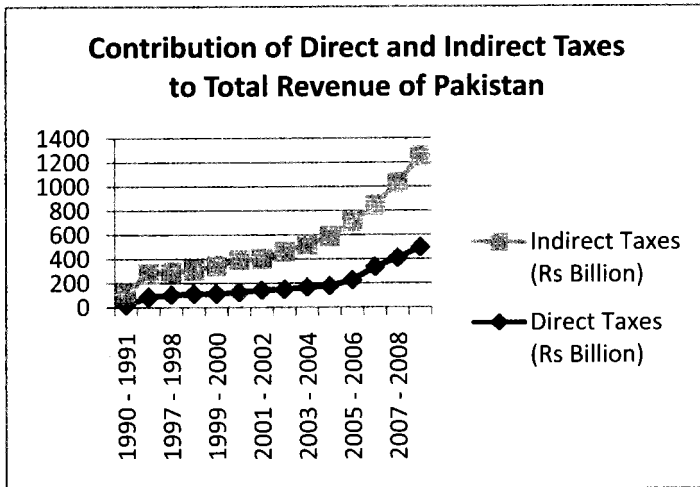 Contribution of Direct and Indirect Taxes
to Total Revenue of Pakistan
1400
1200
1000
800
600
400
200
0
1990 - 1991
1997 - 1998
1999 - 2000
2001 - 2002
2003 - 2004
2005 - 2006
2007 - 2008
Indirect Taxes
(Rs Billion)
Direct Taxes
(Rs Billion)